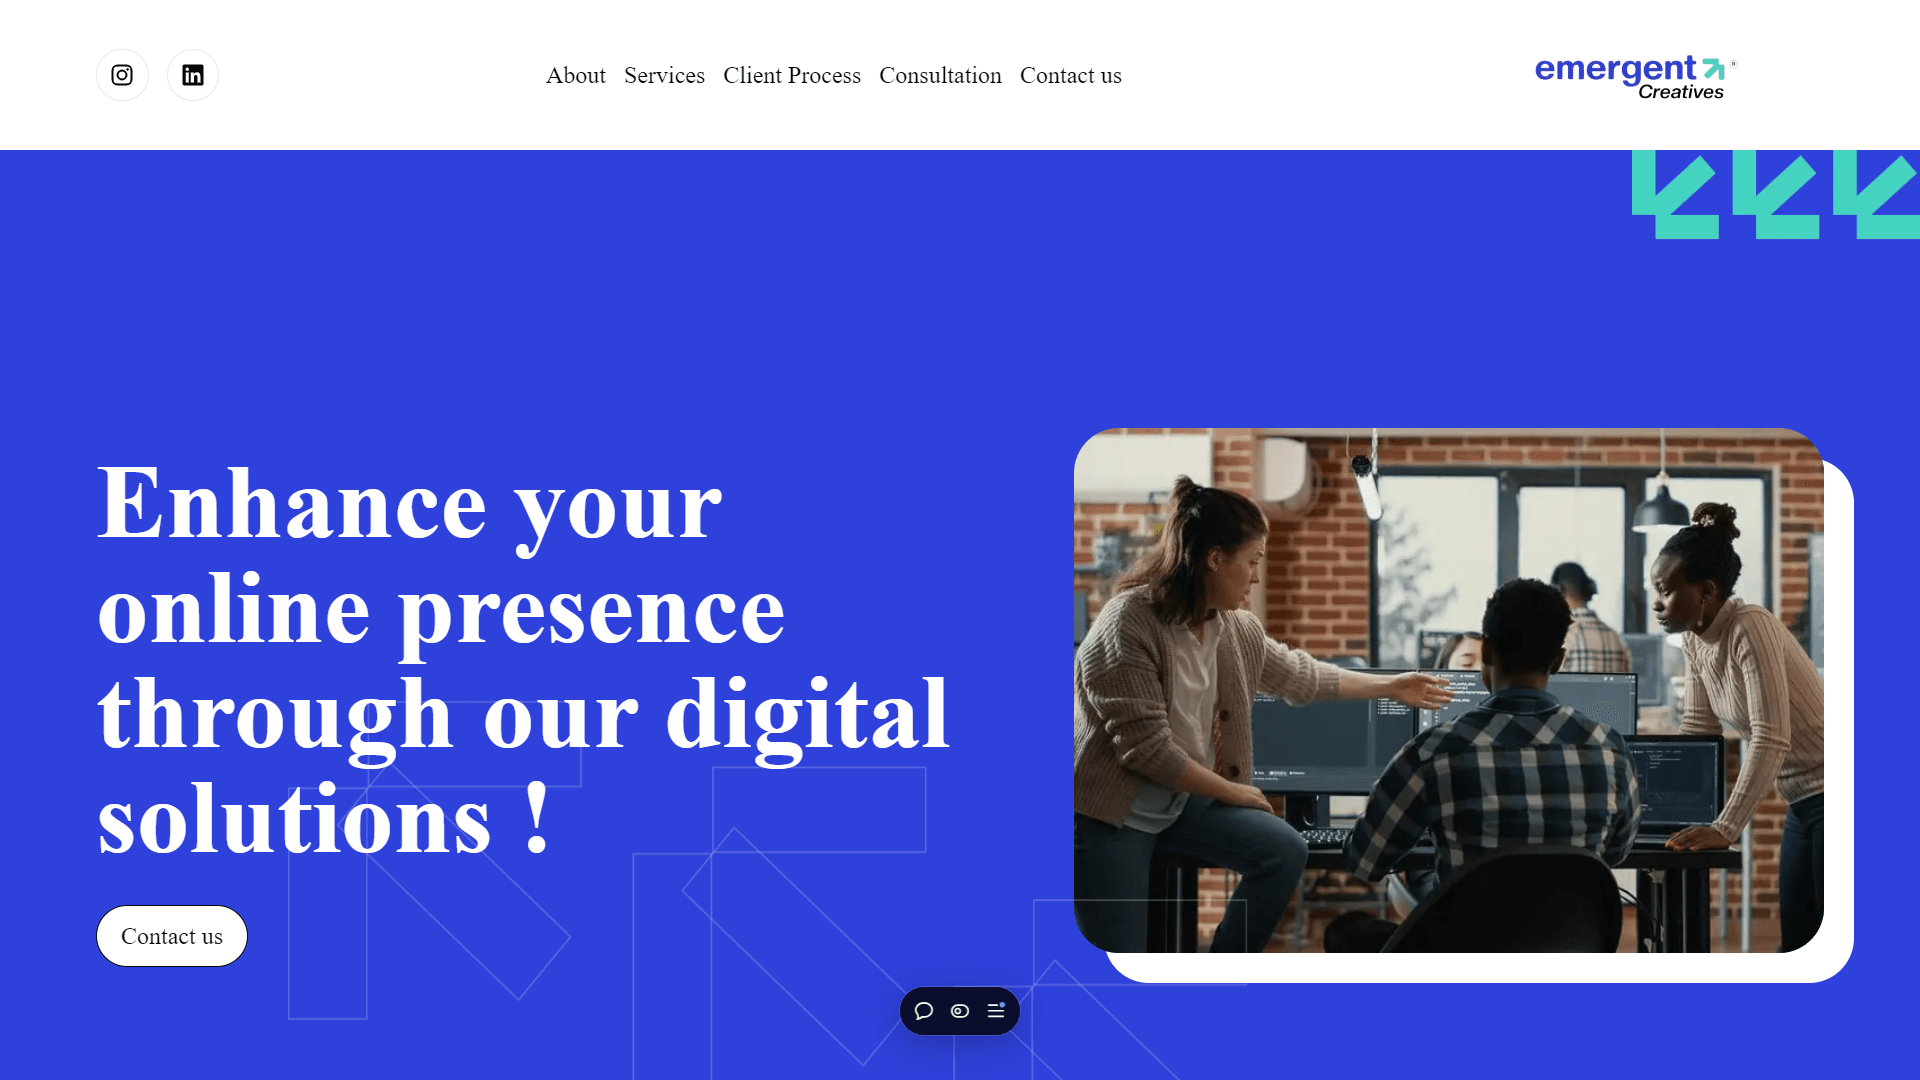 About Services Client Process Consultation Contact us
emergent
Creatives
Enhance your
online presence
through our digital
solutions !
Contact us